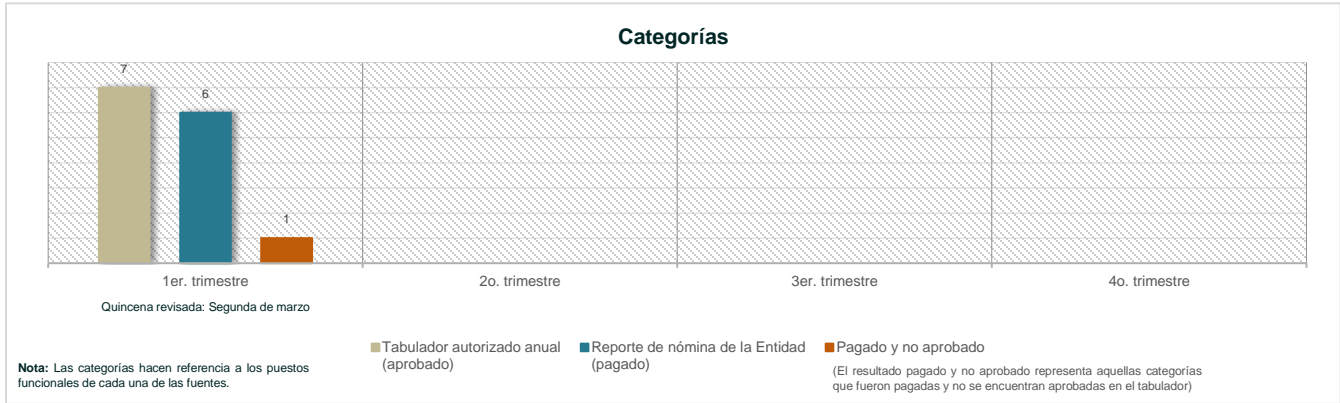 Categorías
7
6
1
1er. trimestre
2o. trimestre
3er. trimestre
4o. trimestre
Quincena revisada: Segunda de marzo
Tabulador autorizado anual
(aprobado)
Reporte de nómina de la Entidad
(pagado)
Pagado y no aprobado
(El resultado pagado y no aprobado representa aquellas categorías
que fueron pagadas y no se encuentran aprobadas en el tabulador)
Nota: Las categorías hacen referencia a los puestos
funcionales de cada una de las fuentes.